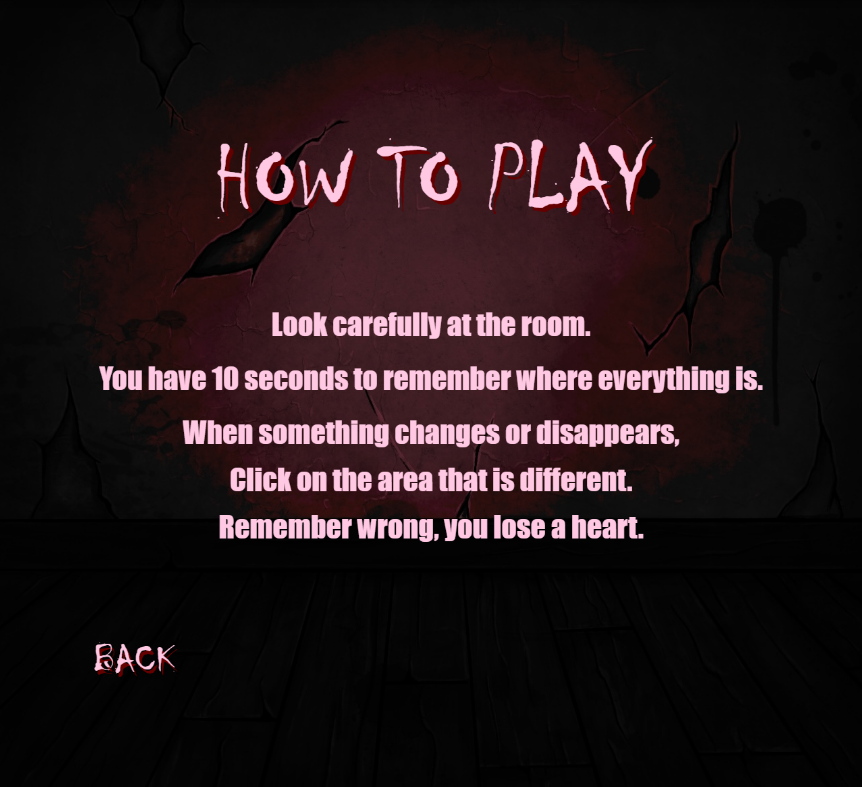 How To Play
Look carefully at the room.
You have 10 seconds to remember where everything is.
When something changes or disappears,
Click on the area that is different.
Remember wrong, you lose a heart.
Back